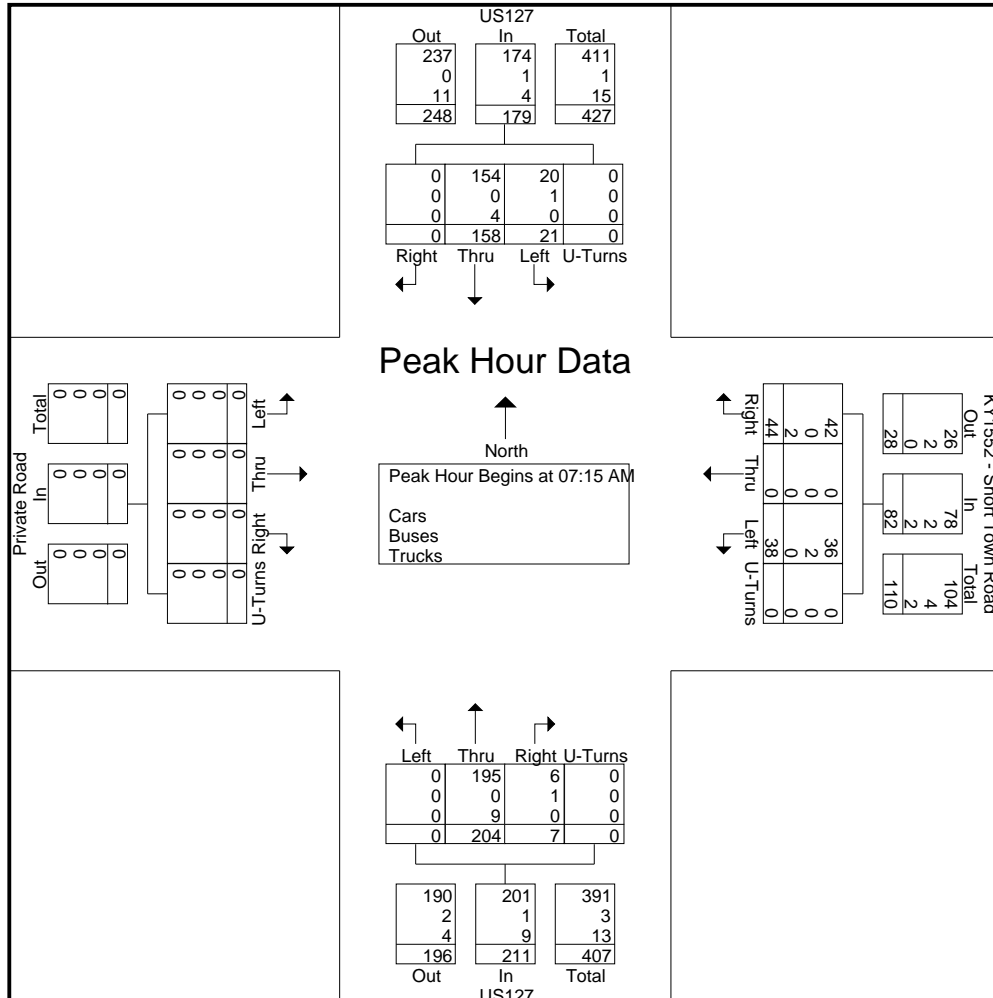 US127
Out In Total
237 174 411
0 1 1
11 4 15
248 179 427
0 154 20 0
0 0 1 0
0 4 0 0
0 158 21 0
Right Thru Left U-Turns
Peak Hour Data
North
Peak Hour Begins at 07:15 AM
Cars
Buses
Trucks
Private Road
Out In Total
0 0 0
0 0 0
0 0 0
0 0 0
0 0 0 0
0 0 0 0
0 0 0 0
0 0 0 0
U-Turns Right Thru Left
KY1552 - Short Town Road
Out In Total
26 78 104
2 2 4
0 2 2
28 82 110
42 0 36 0
0 0 2 0
2 0 0 0
44 0 38 0
Right Thru Left U-Turns
Left Thru Right U-Turns
0 195 6 0
0 0 1 0
0 9 0 0
0 204 7 0
190 201 391
2 1 3
4 9 13
196 211 407
Out In Total
US127